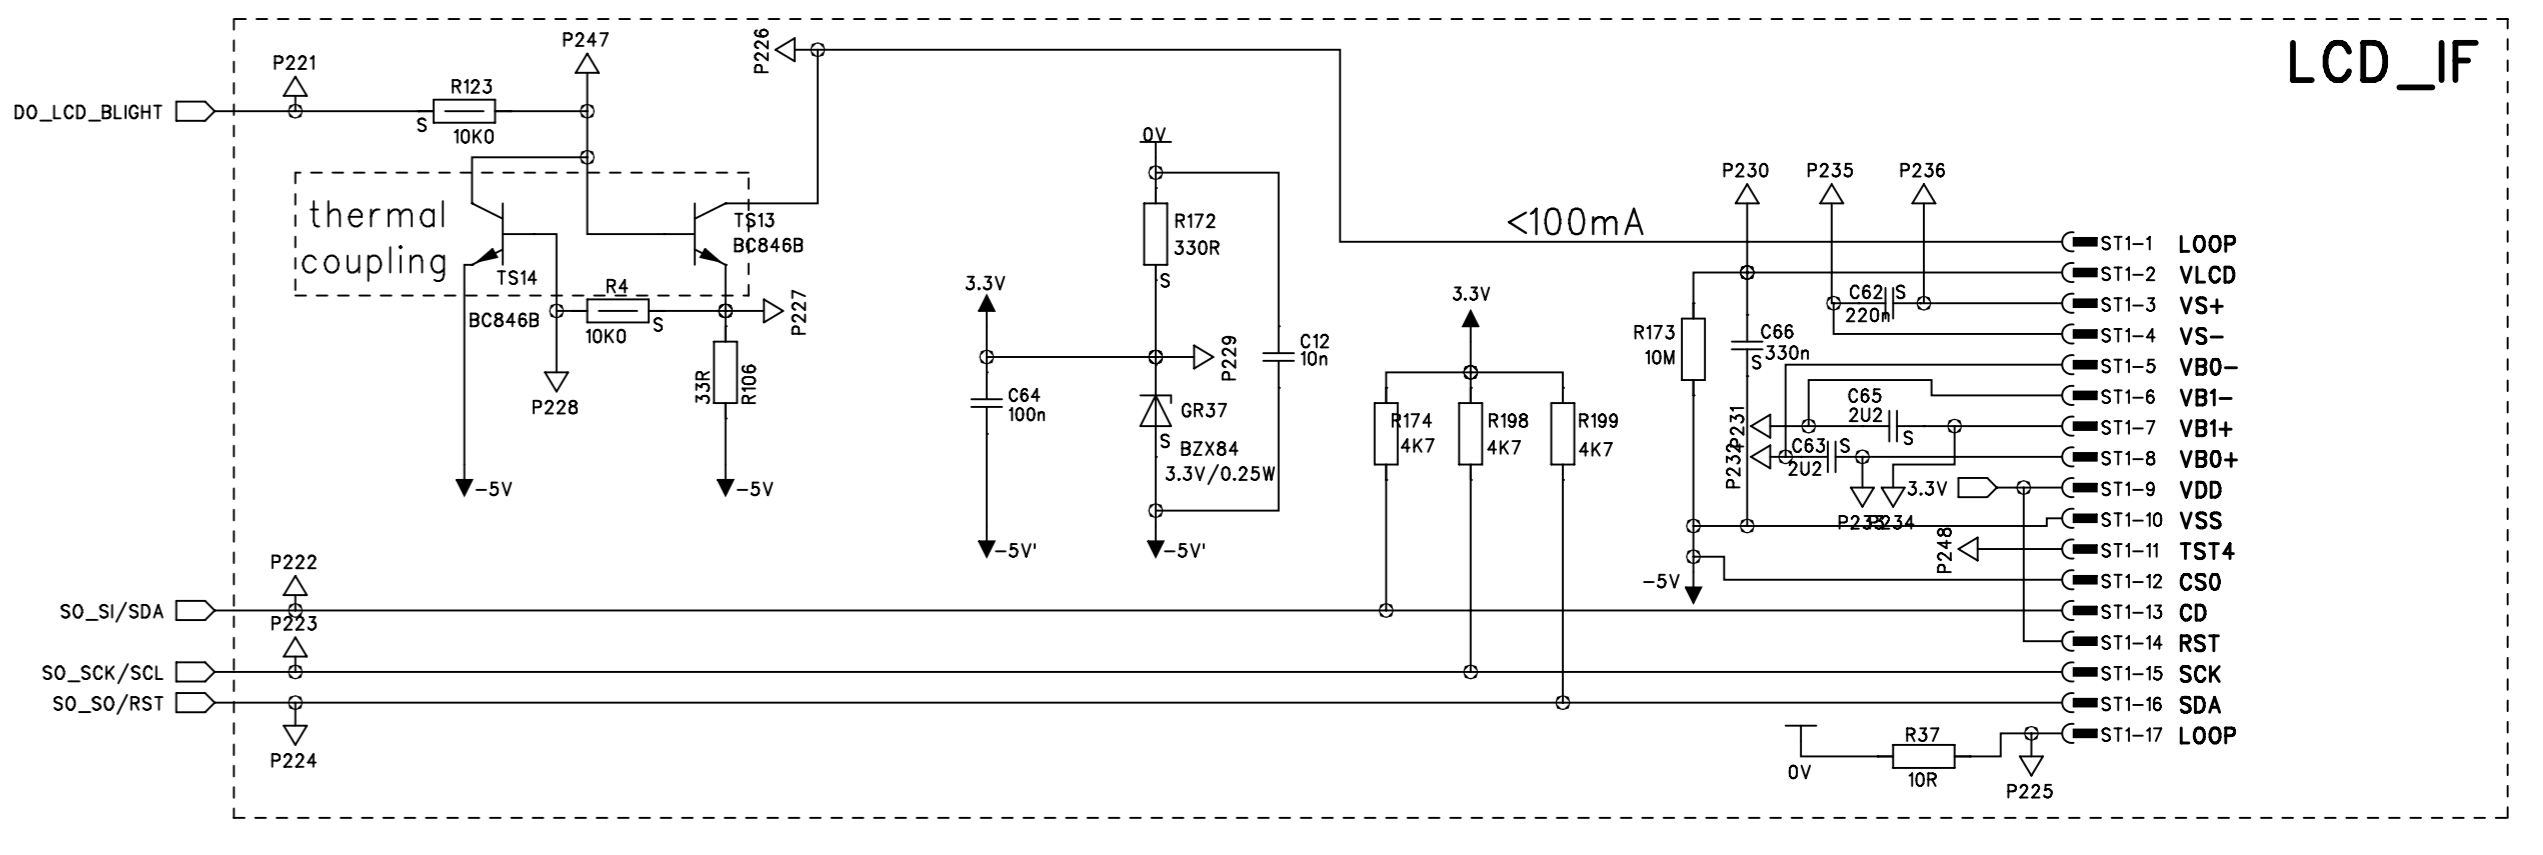 LCD_IF
P221
P247
P226
DO_LCD_BLIGHT
R123
S
10K0
thermal
coupling
TS14
BC846B
TS13
BC846B
R4
10K0
S
P227
P228
33R
R106
-5V
-5V
0V
R172
330R
S
3.3V
P229
C12
10n
C64
100n
GR37
S
BZX84
3.3V/0.25W
-5V'
-5V'
3.3V
R174
4K7
R198
4K7
R199
4K7
<100mA
P230
P235
P236
R173
10M
C66
330n
S
C62
S
220n
C65
2U2
S
P231
C63
S
2U2
P232
P233
P234
3.3V
P248
-5V
ST1-1 LOOP
ST1-2 VLCD
ST1-3 VS+
ST1-4 VS-
ST1-5 VB0-
ST1-6 VB1-
ST1-7 VB1+
ST1-8 VB0+
ST1-9 VDD
ST1-10 VSS
ST1-11 TST4
ST1-12 CS0
ST1-13 CD
ST1-14 RST
ST1-15 SCK
ST1-16 SDA
ST1-17 LOOP
P222
SO_SI/SDA
P223
SO_SCK/SCL
SO_SO/RST
P224
R37
0V
10R
P225